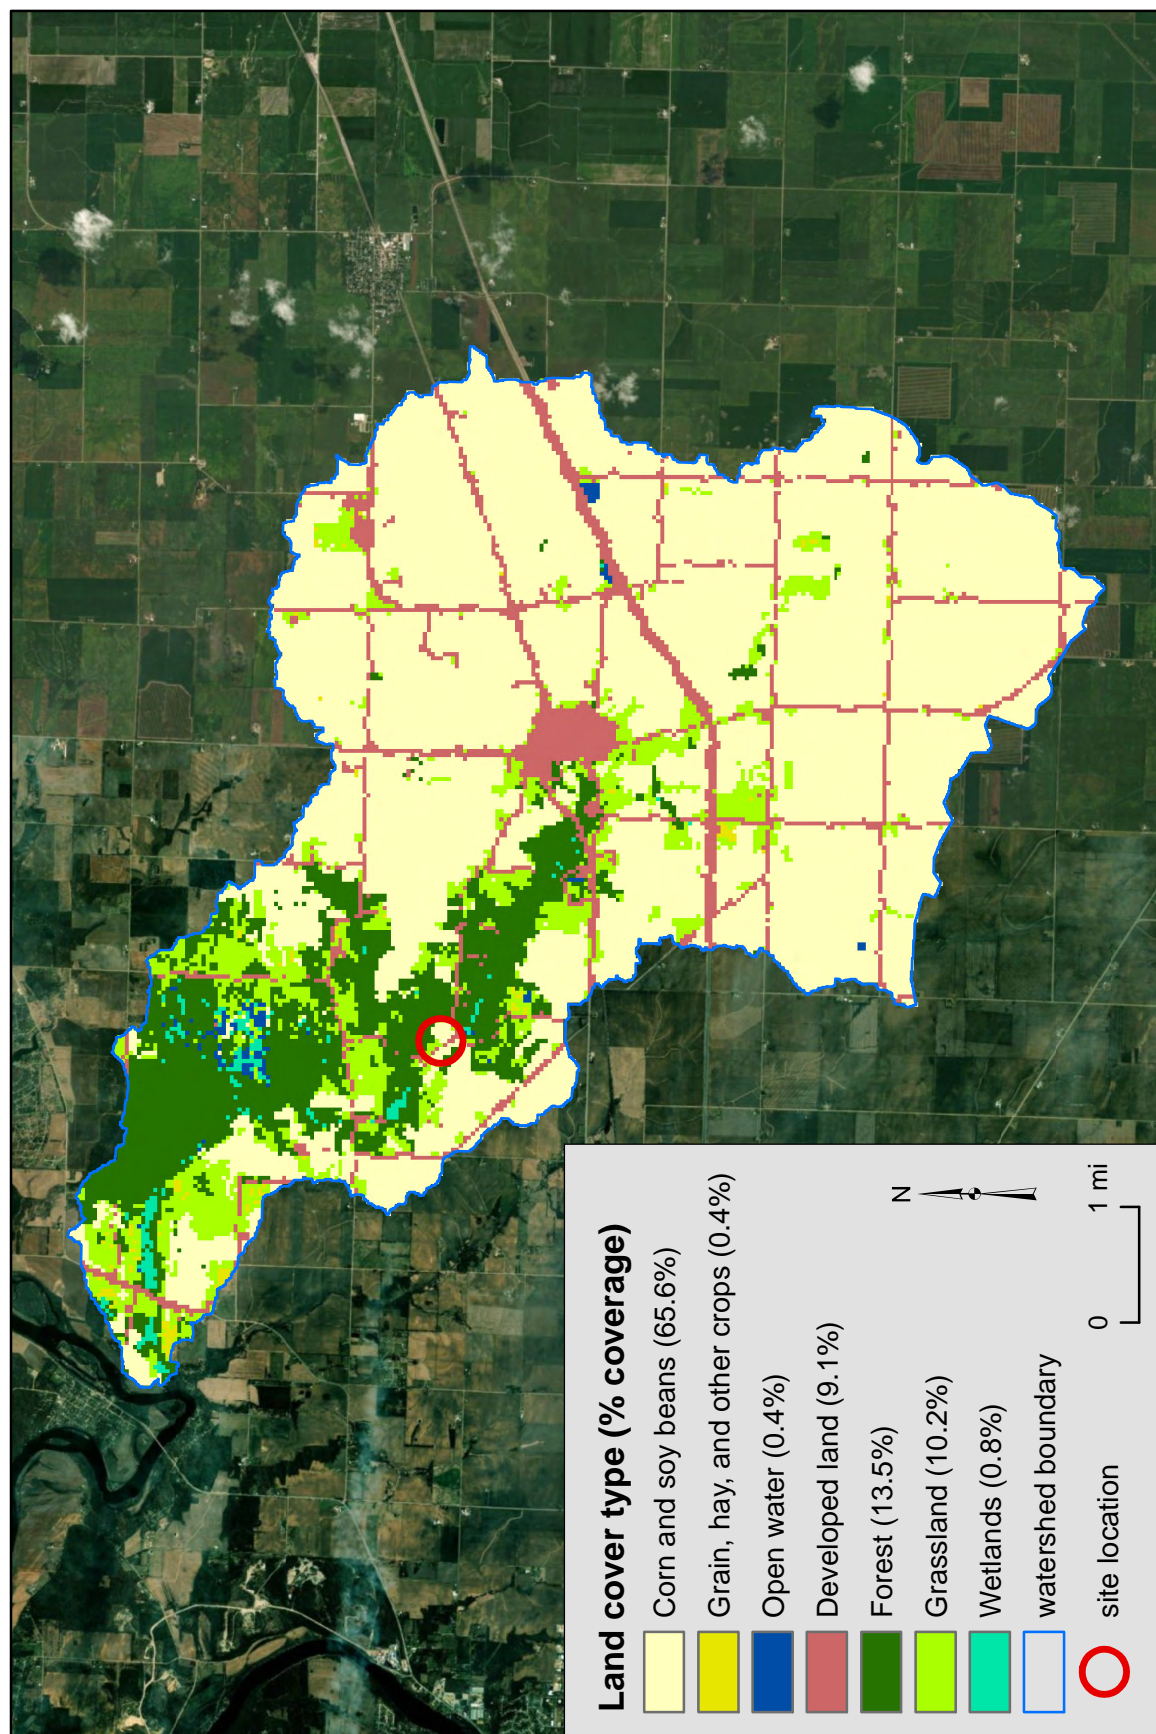 Land cover type (% coverage)
Corn and soy beans (65.6%)
Grain, hay, and other crops (0.4%)
Open water (0.4%)
Developed land (9.1%)
Forest (13.5%)
Grassland (10.2%)
Wetlands (0.8%)
watershed boundary
site location
N
0 1 mi